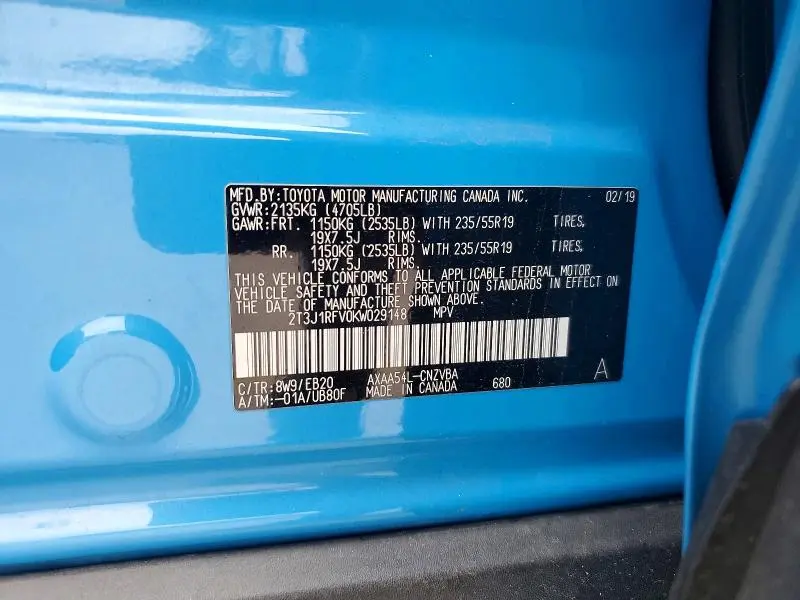 MFD.BY:TOYOTA MOTOR MANUFACTURING CANADA INC. 02/19
GVWR:2135KG (4705LB)
GAWR:FRT. 1150KG (2535LB) WITH 235/55R19 TIRES,
19X7.5J RIMS.
RR. 1150KG (2535LB) WITH 235/55R19 TIRES,
19X7.5J RIMS.
THIS VEHICLE CONFORMS TO ALL APPLICABLE FEDERAL MOTOR
VEHICLE SAFETY AND THEFT PREVENTION STANDARDS IN EFFECT ON
THE DATE OF MANUFACTURE SHOWN ABOVE.
2T3J1RFV0KW029148 MPV
C/TR:8W9/EB20 AXAA54L-CNZVBA 680 A
A/TM:-01A/UB80F MADE IN CANADA